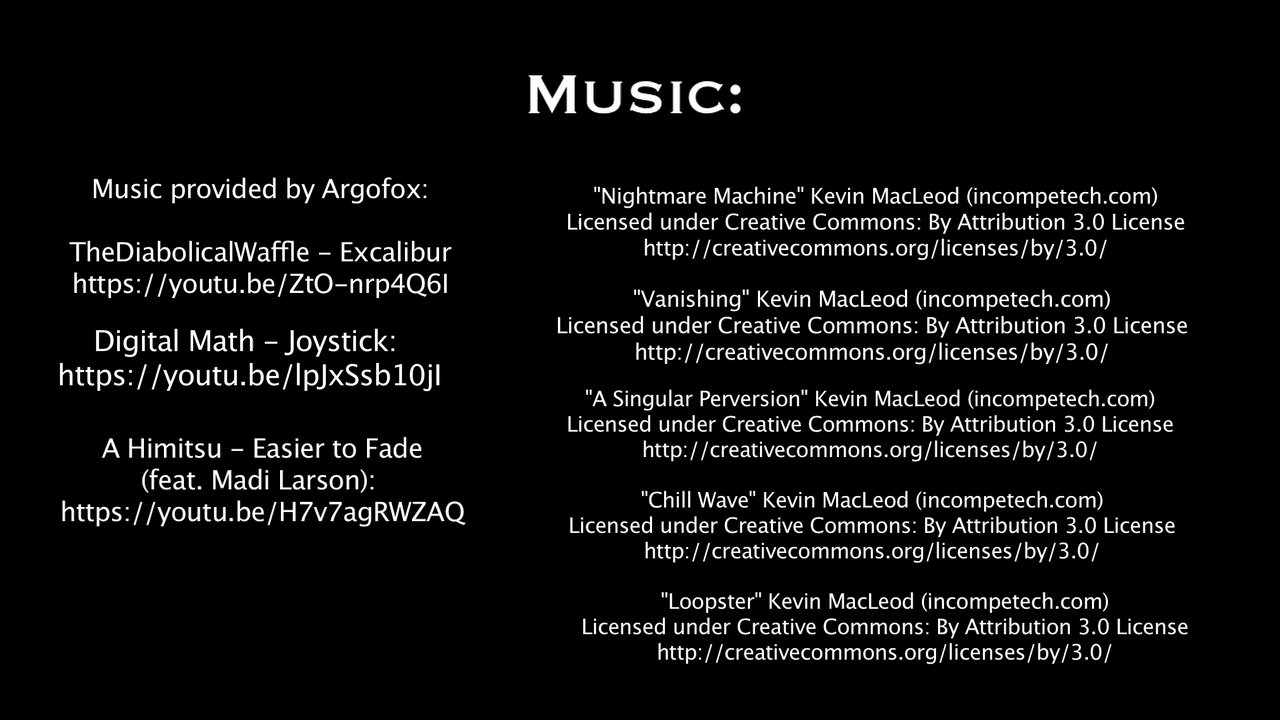 MUSIC:
Music provided by Argofox:
TheDiabolicalWaffle – Excalibur
https://youtu.be/ZtO-nrp4Q6I
Digital Math – Joystick:
https://youtu.be/lpJxSsb10jI
A Himitsu – Easier to Fade
(feat. Madi Larson):
https://youtu.be/H7v7agRWZAQ
"Nightmare Machine" Kevin MacLeod (incompetech.com)
Licensed under Creative Commons: By Attribution 3.0 License
http://creativecommons.org/licenses/by/3.0/
"Vanishing" Kevin MacLeod (incompetech.com)
Licensed under Creative Commons: By Attribution 3.0 License
http://creativecommons.org/licenses/by/3.0/
"A Singular Perversion" Kevin MacLeod (incompetech.com)
Licensed under Creative Commons: By Attribution 3.0 License
http://creativecommons.org/licenses/by/3.0/
"Chill Wave" Kevin MacLeod (incompetech.com)
Licensed under Creative Commons: By Attribution 3.0 License
http://creativecommons.org/licenses/by/3.0/
"Loopster" Kevin MacLeod (incompetech.com)
Licensed under Creative Commons: By Attribution 3.0 License
http://creativecommons.org/licenses/by/3.0/